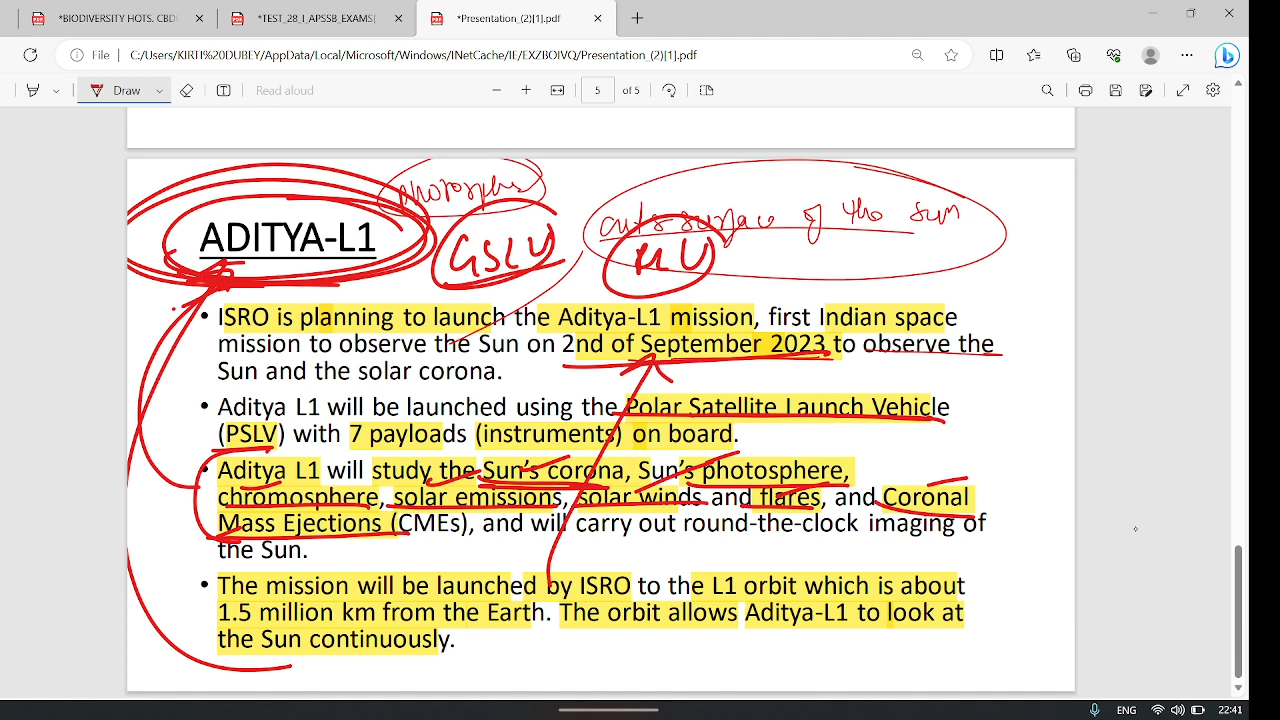 *BIODIVERSITY HOTS. CBD
*TEST_28_I_APSSB_EXAMS(
*Presentation_(2)[1].pdf
File C:/Users/KIRTI%20DUBEY/AppData/Local/Microsoft/Windows/INetCache/IE/EXZBOIVQ/Presentation_(2)[1].pdf
Draw Read aloud 5 of 5
photosphere
outer surface of the sun
ADITYA-L1 GSLV
• ISRO is planning to launch the Aditya-L1 mission, first Indian space
mission to observe the Sun on 2nd of September 2023 to observe the
Sun and the solar corona.
• Aditya L1 will be launched using the Polar Satellite Launch Vehicle
(PSLV) with 7 payloads (instruments) on board.
• Aditya L1 will study the Sun's corona, Sun's photosphere,
chromosphere, solar emissions, solar winds and flares, and Coronal
Mass Ejections (CMEs), and will carry out round-the-clock imaging of
the Sun.
• The mission will be launched by ISRO to the L1 orbit which is about
1.5 million km from the Earth. The orbit allows Aditya-L1 to look at
the Sun continuously.
ENG 22:41